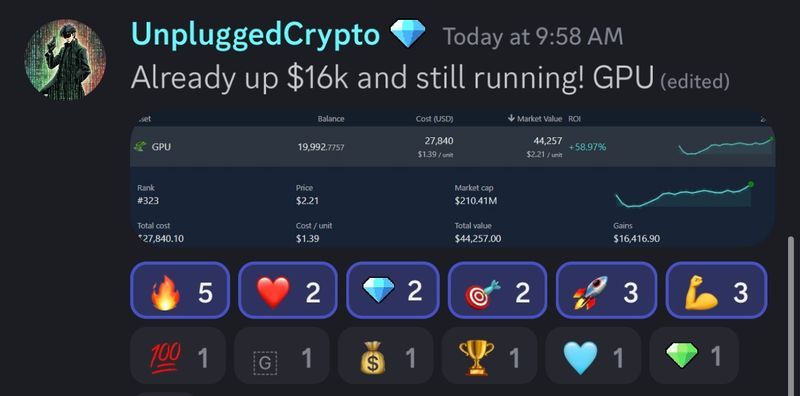 UnpluggedCrypto Today at 9:58 AM
Already up $16k and still running! GPU (edited)
Balance Cost (USD) Market Value ROI
GPU 19,992.7757 27,840 44,257 +58.97%
$1.39 / unit $2.21 / unit
Rank Price Market cap
#323 $2.21 $210.41M
Total cost Cost / unit Total value Gains
$27,840.10 $1.39 $44,257.00 $16,416.90
5 2 2 2 3 3
100 1 G 1 $ 1 1 1 1